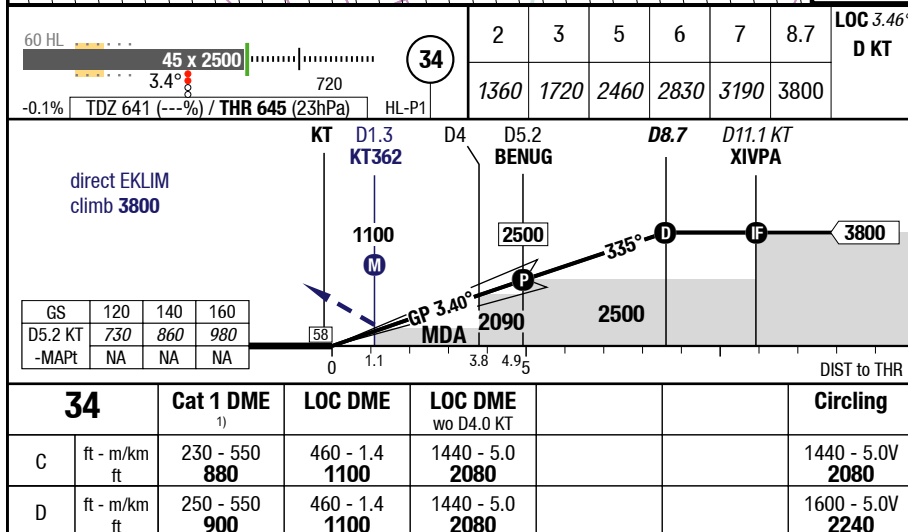 60 HL
45 x 2500
3.4°
720
-0.1%
TDZ 641 (---%) / THR 645 (23hPa)
HL-P1
34
2 3 5 6 7 8.7
1360 1720 2460 2830 3190 3800
LOC 3.46°
D KT
KT D1.3 D4 D5.2 D8.7 D11.1 KT
KT362 BENUG XIVPA
direct EKLIM
climb 3800
1100
2500
335°
D
IF
3800
M
P
GP 3.40°
MDA
2090
2500
GS 120 140 160
D5.2 KT 730 860 980
-MAPt NA NA NA
58
0 1.1 3.8 4.9 5
DIST to THR
34 Cat 1 DME LOC DME LOC DME Circling
1) wo D4.0 KT
C ft - m/km 230 - 550 460 - 1.4 1440 - 5.0 1440 - 5.0V
ft 880 1100 2080 2080
D ft - m/km 250 - 550 460 - 1.4 1440 - 5.0 1600 - 5.0V
ft 900 1100 2080 2240